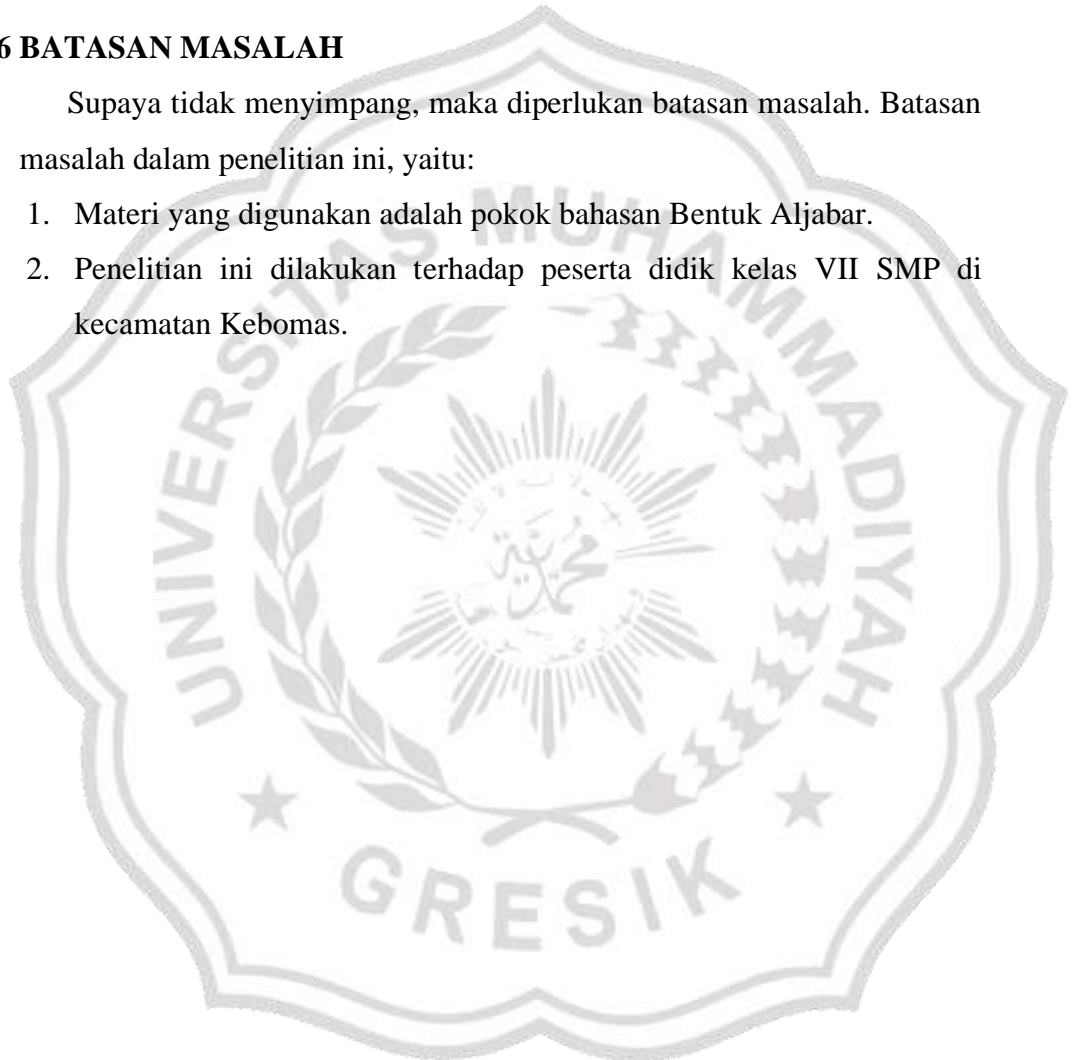 6 BATASAN MASALAH
Supaya tidak menyimpang, maka diperlukan batasan masalah. Batasan
masalah dalam penelitian ini, yaitu:
1. Materi yang digunakan adalah pokok bahasan Bentuk Aljabar.
2. Penelitian ini dilakukan terhadap peserta didik kelas VII SMP di
kecamatan Kebomas.
UNIVERSITAS MUHAMMADIYAH
GRESIK